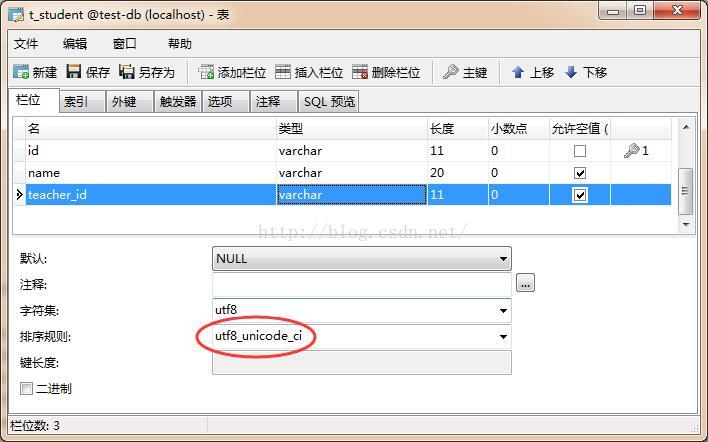 t_student @test-db (localhost) - 表
文件 编辑 窗口 帮助
新建 保存 另存为 添加栏位 插入栏位 删除栏位 主键 上移 下移
栏位 索引 外键 触发器 选项 注释 SQL 预览
名 类型 长度 小数点 允许空值 (
id varchar 11 0 1
name varchar 20 0
teacher_id varchar 11 0
http://blog.csdn.net/
默认: NULL
注释: ...
字符集: utf8
排序规则: utf8_unicode_ci
键长度:
二进制
栏位数: 3